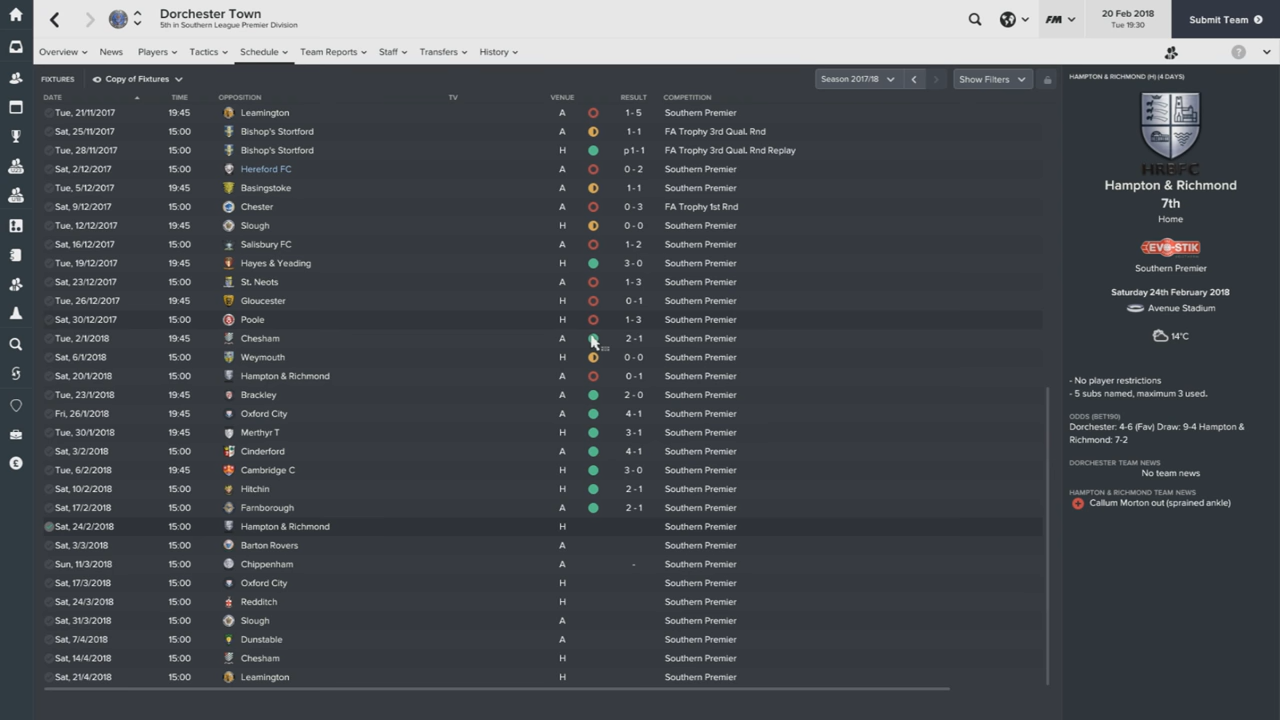 Dorchester Town
5th in Southern League Premier Division
FM
20 Feb 2018
Tue 19:30
Submit Team
Overview News Players Tactics Schedule Team Reports Staff Transfers History
?
FIXTURES Copy of Fixtures Season 2017/18 Show Filters
DATE TIME OPPOSITION TV VENUE RESULT COMPETITION
Tue, 21/11/2017 19:45 Leamington A 1-5 Southern Premier
Sat, 25/11/2017 15:00 Bishop's Stortford A 1-1 FA Trophy 3rd Qual. Rnd
Tue, 28/11/2017 15:00 Bishop's Stortford H p1-1 FA Trophy 3rd Qual. Rnd Replay
Sat, 2/12/2017 15:00 Hereford FC A 0-2 Southern Premier
Tue, 5/12/2017 19:45 Basingstoke A 1-1 Southern Premier
Sat, 9/12/2017 15:00 Chester A 0-3 FA Trophy 1st Rnd
Tue, 12/12/2017 19:45 Slough H 0-0 Southern Premier
Sat, 16/12/2017 15:00 Salisbury FC A 1-2 Southern Premier
Tue, 19/12/2017 19:45 Hayes & Yeading H 3-0 Southern Premier
Sat, 23/12/2017 15:00 St. Neots A 1-3 Southern Premier
Tue, 26/12/2017 19:45 Gloucester H 0-1 Southern Premier
Sat, 30/12/2017 15:00 Poole H 1-3 Southern Premier
Tue, 2/1/2018 19:45 Chesham A 2-1 Southern Premier
Sat, 6/1/2018 15:00 Weymouth H 0-0 Southern Premier
Sat, 20/1/2018 15:00 Hampton & Richmond A 0-1 Southern Premier
Tue, 23/1/2018 19:45 Brackley A 2-0 Southern Premier
Fri, 26/1/2018 19:45 Oxford City A 4-1 Southern Premier
Tue, 30/1/2018 19:45 Merthyr T H 3-1 Southern Premier
Sat, 3/2/2018 15:00 Cinderford A 4-1 Southern Premier
Tue, 6/2/2018 19:45 Cambridge C H 3-0 Southern Premier
Sat, 10/2/2018 15:00 Hitchin H 2-1 Southern Premier
Sat, 17/2/2018 15:00 Farnborough A 2-1 Southern Premier
Sat, 24/2/2018 15:00 Hampton & Richmond H Southern Premier
Sat, 3/3/2018 15:00 Barton Rovers A Southern Premier
Sun, 11/3/2018 15:00 Chippenham A - Southern Premier
Sat, 17/3/2018 15:00 Oxford City H Southern Premier
Sat, 24/3/2018 15:00 Redditch H Southern Premier
Sat, 31/3/2018 15:00 Slough A Southern Premier
Sat, 7/4/2018 15:00 Dunstable A Southern Premier
Sat, 14/4/2018 15:00 Chesham H Southern Premier
Sat, 21/4/2018 15:00 Leamington H Southern Premier
HAMPTON & RICHMOND (H) (4 DAYS)
HRBFC
Hampton & Richmond
7th
Home
EVO-STIK
Southern Premier
Saturday 24th February 2018
Avenue Stadium
14°C
- No player restrictions
- 5 subs named, maximum 3 used.
ODDS (BET190)
Dorchester: 4-6 (Fav) Draw: 9-4 Hampton &
Richmond: 7-2
DORCHESTER TEAM NEWS
No team news
HAMPTON & RICHMOND TEAM NEWS
Callum Morton out (sprained ankle)